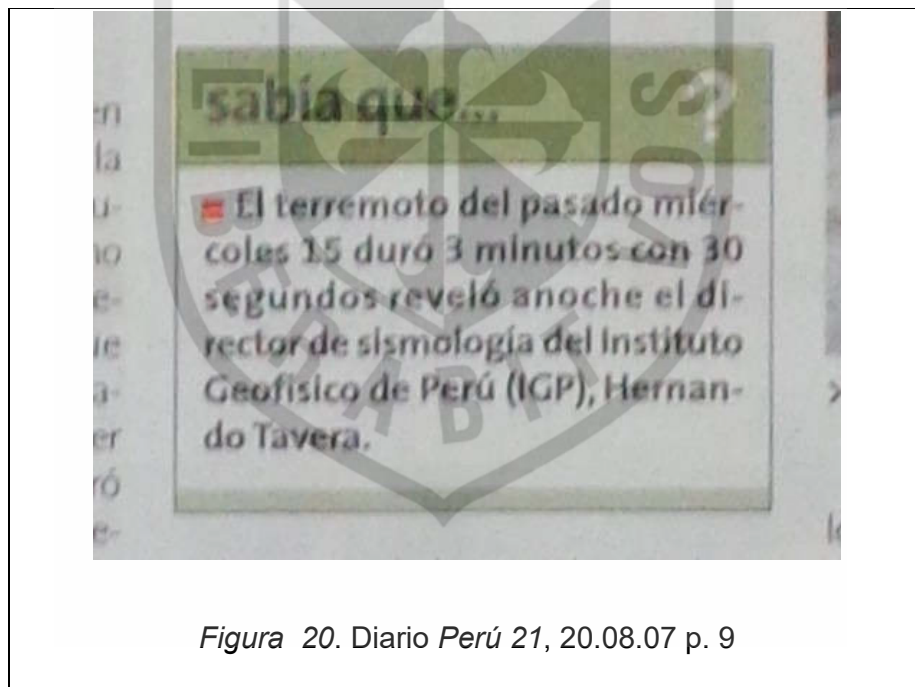 sabía que... ?
El terremoto del pasado miér-
coles 15 duró 3 minutos con 30
segundos reveló anoche el di-
rector de sismología del Instituto
Geofísico de Perú (IGP), Hernan-
do Tavera.
Figura 20. Diario Perú 21, 20.08.07 p. 9